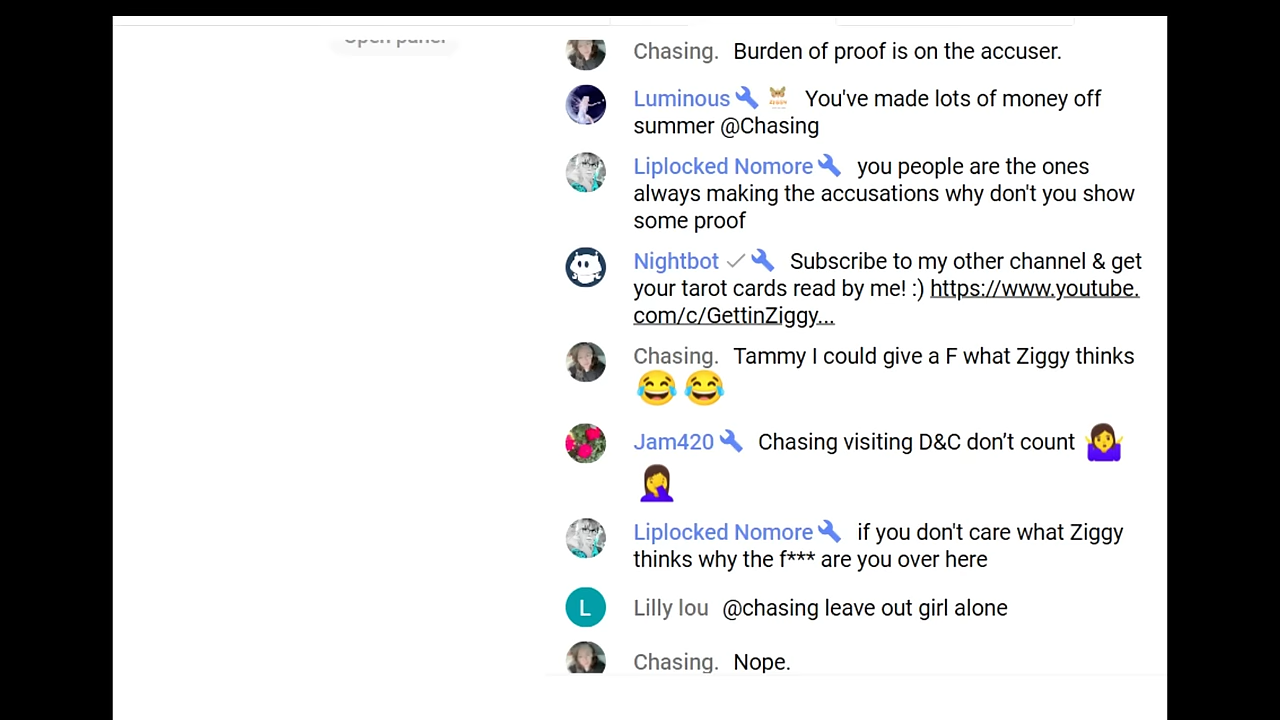 Open panel
Chasing. Burden of proof is on the accuser.
Luminous You've made lots of money off
summer @Chasing
Liplocked Nomore you people are the ones
always making the accusations why don't you show
some proof
Nightbot Subscribe to my other channel & get
your tarot cards read by me! :) https://www.youtube.
com/c/GettinZiggy...
Chasing. Tammy I could give a F what Ziggy thinks
😂😂
Jam420 Chasing visiting D&C don’t count 🤷‍♀️
🤦‍♀️
Liplocked Nomore if you don't care what Ziggy
thinks why the f*** are you over here
L Lilly lou @chasing leave out girl alone
Chasing. Nope.